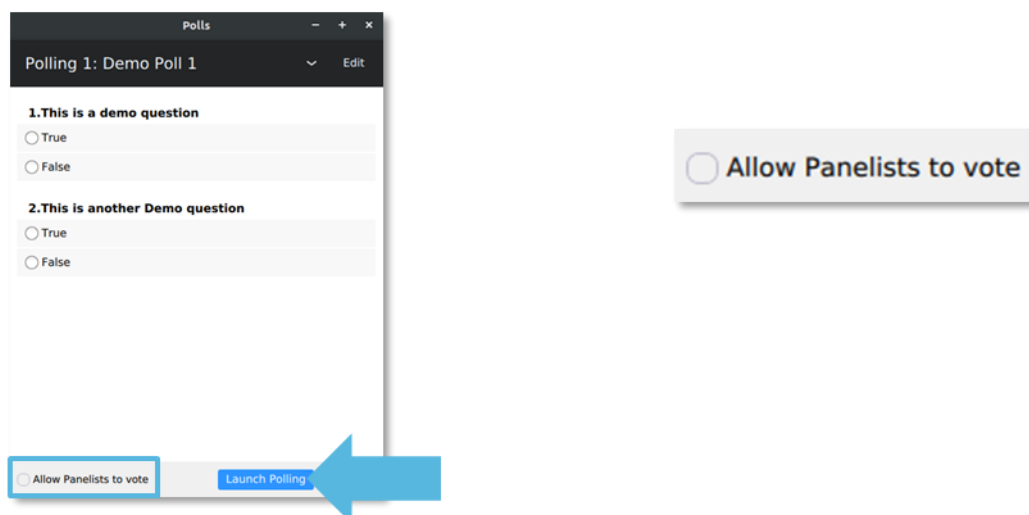 Polls
Polling 1: Demo Poll 1 Edit
1.This is a demo question
True
False
2.This is another Demo question
True
False
Allow Panelists to vote Launch Polling
Allow Panelists to vote